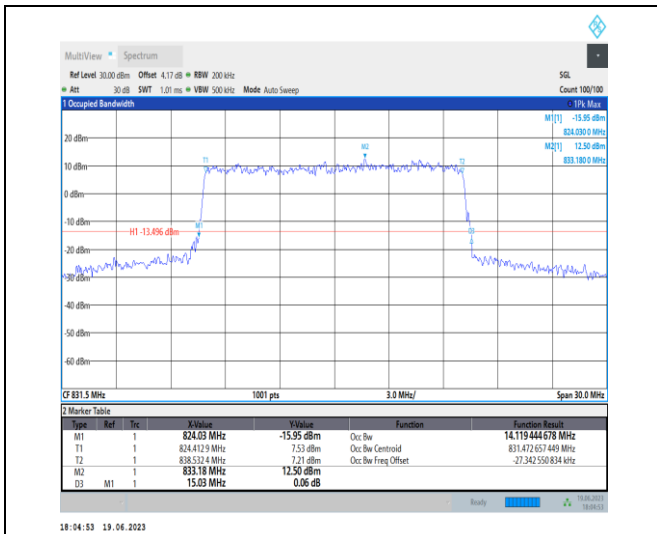 MultiView Spectrum
Ref Level 30.00 dBm Offset 4.17 dB RBW 200 kHz SGL
Att 30 dB SWT 1.01 ms VBW 500 kHz Mode Auto Sweep Count 100/100
1 Occupied Bandwidth 1Pk Max
M1[1] -15.95 dBm
824.030 0 MHz
M2[1] 12.50 dBm
833.180 0 MHz
20 dBm
M2
T1
10 dBm
0 dBm
-10 dBm
H1 -13.496 dBm
M1
D3
-20 dBm
-30 dBm
-40 dBm
-50 dBm
-60 dBm
CF 831.5 MHz 1001 pts 3.0 MHz/ Span 30.0 MHz
2 Marker Table
Type Ref Trc X-Value Y-Value Function Function Result
M1 1 824.03 MHz -15.95 dBm Occ Bw 14.119 444 678 MHz
T1 1 824.412 9 MHz 7.53 dBm Occ Bw Centroid 831.472 657 449 MHz
T2 1 838.532 4 MHz 7.21 dBm Occ Bw Freq Offset -27.342 550 834 kHz
M2 1 833.18 MHz 12.50 dBm
D3 M1 1 15.03 MHz 0.06 dB
Ready 19.06.2023
18:04:53
18:04:53 19.06.2023